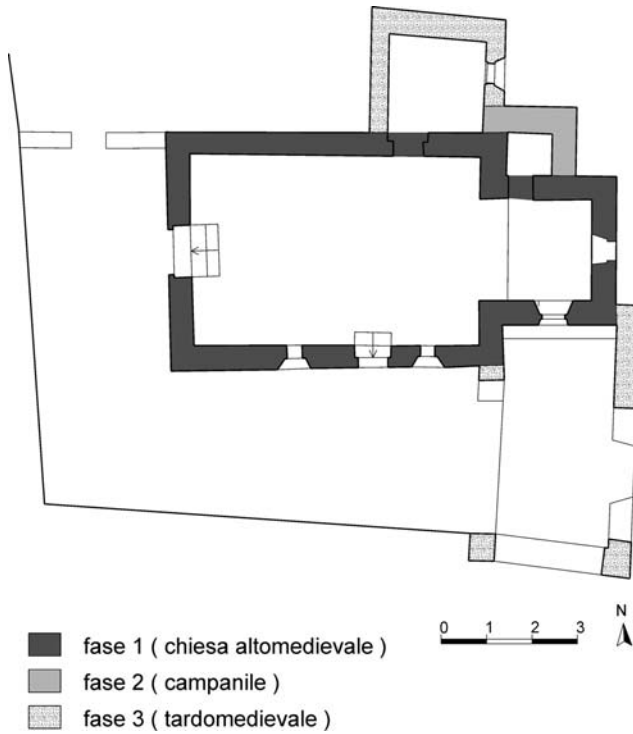 fase 1 ( chiesa altomedievale )
fase 2 ( campanile )
fase 3 ( tardomedievale )
0 1 2 3
N